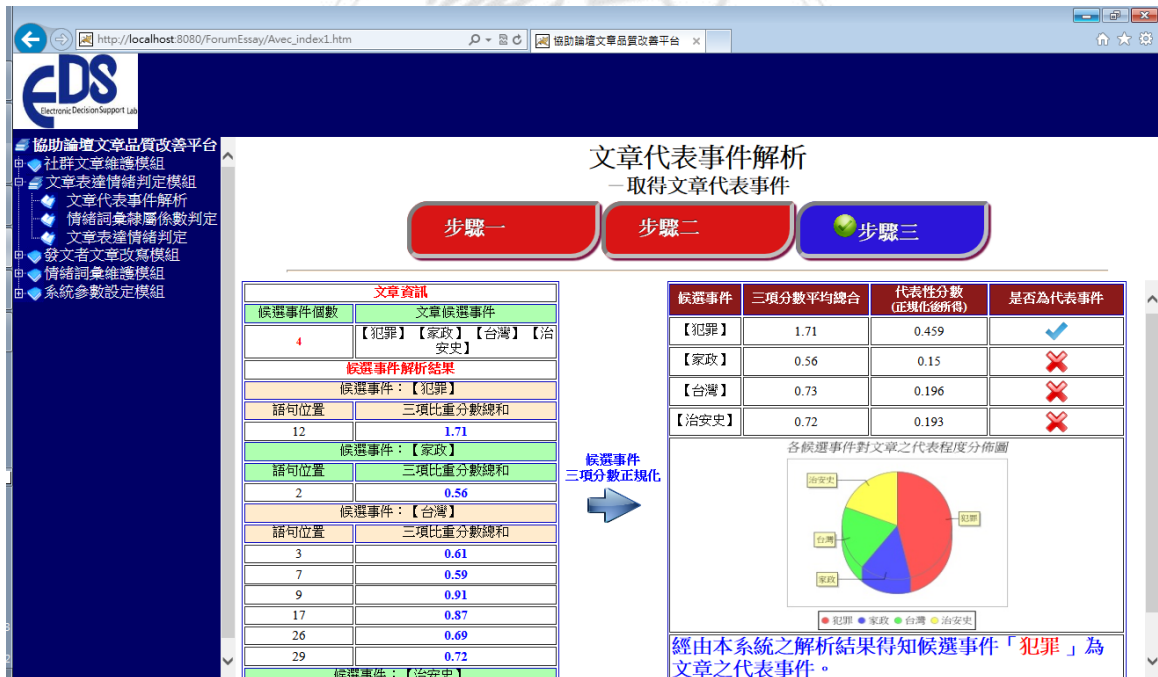 http://localhost:8080/ForumEssay/Avec_index1.htm
協助論壇文章品質改善平台
EDS
Electronic Decision Support Lab
協助論壇文章品質改善平台
社群文章維護模組
文章表達情緒判定模組
文章代表事件解析
情緒詞彙隸屬係數判定
文章表達情緒判定
發文者文章改寫模組
情緒詞彙維護模組
系統參數設定模組
文章代表事件解析
－取得文章代表事件
步驟一
步驟二
步驟三
文章資訊
候選事件個數 文章候選事件
4 【犯罪】 【家政】 【台灣】 【治
安史】
候選事件解析結果
候選事件：【犯罪】
語句位置 三項比重分數總和
12 1.71
候選事件：【家政】
語句位置 三項比重分數總和
2 0.56
候選事件：【台灣】
語句位置 三項比重分數總和
3 0.61
7 0.59
9 0.91
17 0.87
26 0.69
29 0.72
候選事件：【治安史】
候選事件
三項分數正規化
候選事件 三項分數平均總合 代表性分數 是否為代表事件
(正規化後所得)
【犯罪】 1.71 0.459
【家政】 0.56 0.15
【台灣】 0.73 0.196
【治安史】 0.72 0.193
各候選事件對文章之代表程度分佈圖
治安史
犯罪
台灣
家政
犯罪 家政 台灣 治安史
經由本系統之解析結果得知候選事件「犯罪 」為
文章之代表事件。